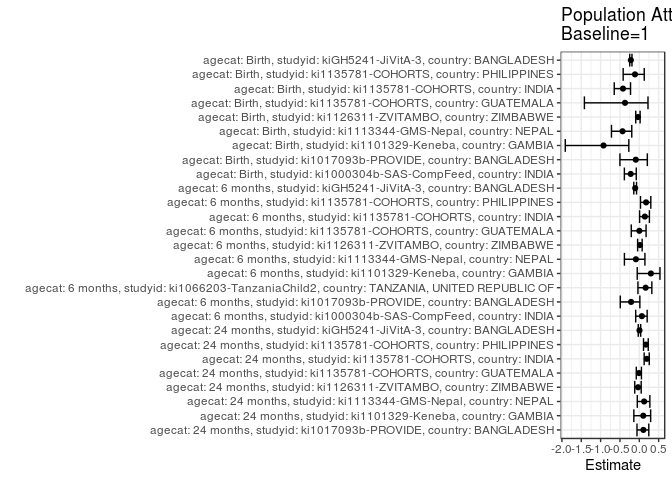 Population Att
Baseline=1
agecat: Birth, studyid: kiGH5241-JiVitA-3, country: BANGLADESH
agecat: Birth, studyid: ki1135781-COHORTS, country: PHILIPPINES
agecat: Birth, studyid: ki1135781-COHORTS, country: INDIA
agecat: Birth, studyid: ki1135781-COHORTS, country: GUATEMALA
agecat: Birth, studyid: ki1126311-ZVITAMBO, country: ZIMBABWE
agecat: Birth, studyid: ki1113344-GMS-Nepal, country: NEPAL
agecat: Birth, studyid: ki1101329-Keneba, country: GAMBIA
agecat: Birth, studyid: ki1017093b-PROVIDE, country: BANGLADESH
agecat: Birth, studyid: ki1000304b-SAS-CompFeed, country: INDIA
agecat: 6 months, studyid: kiGH5241-JiVitA-3, country: BANGLADESH
agecat: 6 months, studyid: ki1135781-COHORTS, country: PHILIPPINES
agecat: 6 months, studyid: ki1135781-COHORTS, country: INDIA
agecat: 6 months, studyid: ki1135781-COHORTS, country: GUATEMALA
agecat: 6 months, studyid: ki1126311-ZVITAMBO, country: ZIMBABWE
agecat: 6 months, studyid: ki1113344-GMS-Nepal, country: NEPAL
agecat: 6 months, studyid: ki1101329-Keneba, country: GAMBIA
agecat: 6 months, studyid: ki1066203-TanzaniaChild2, country: TANZANIA, UNITED REPUBLIC OF
agecat: 6 months, studyid: ki1017093b-PROVIDE, country: BANGLADESH
agecat: 6 months, studyid: ki1000304b-SAS-CompFeed, country: INDIA
agecat: 24 months, studyid: kiGH5241-JiVitA-3, country: BANGLADESH
agecat: 24 months, studyid: ki1135781-COHORTS, country: PHILIPPINES
agecat: 24 months, studyid: ki1135781-COHORTS, country: INDIA
agecat: 24 months, studyid: ki1135781-COHORTS, country: GUATEMALA
agecat: 24 months, studyid: ki1126311-ZVITAMBO, country: ZIMBABWE
agecat: 24 months, studyid: ki1113344-GMS-Nepal, country: NEPAL
agecat: 24 months, studyid: ki1101329-Keneba, country: GAMBIA
agecat: 24 months, studyid: ki1017093b-PROVIDE, country: BANGLADESH
-2.0 -1.5 -1.0 -0.5 0.0 0.5
Estimate